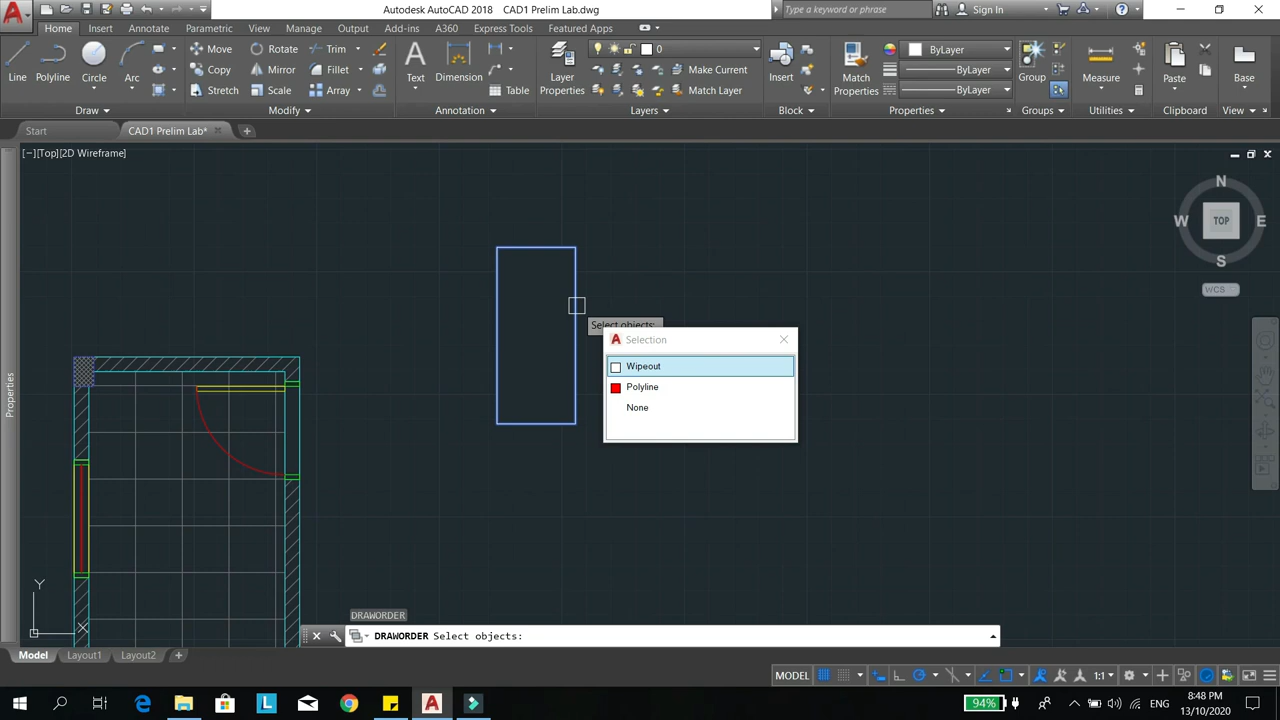 Autodesk AutoCAD 2018 CAD1 Prelim Lab.dwg
Type a keyword or phrase
Sign In
Home Insert Annotate Parametric View Manage Output Add-ins A360 Express Tools Featured Apps
Line Polyline Circle Arc
Move Rotate Trim
Copy Mirror Fillet
Stretch Scale Array
Text Dimension Table
Layer Properties
0
Make Current
Match Layer
Insert
Match Properties
ByLayer
ByLayer
ByLayer
Group
Measure
Paste
Base
Draw Modify Annotation Layers Block Properties Groups Utilities Clipboard View
Start CAD1 Prelim Lab*
[−][Top][2D Wireframe]
N
W TOP E
S
WCS
Properties
Select objects:
Selection
Wipeout
Polyline
None
Y
X
DRAWORDER
DRAWORDER Select objects:
Model Layout1 Layout2
MODEL 1:1
94%
8:48 PM
13/10/2020